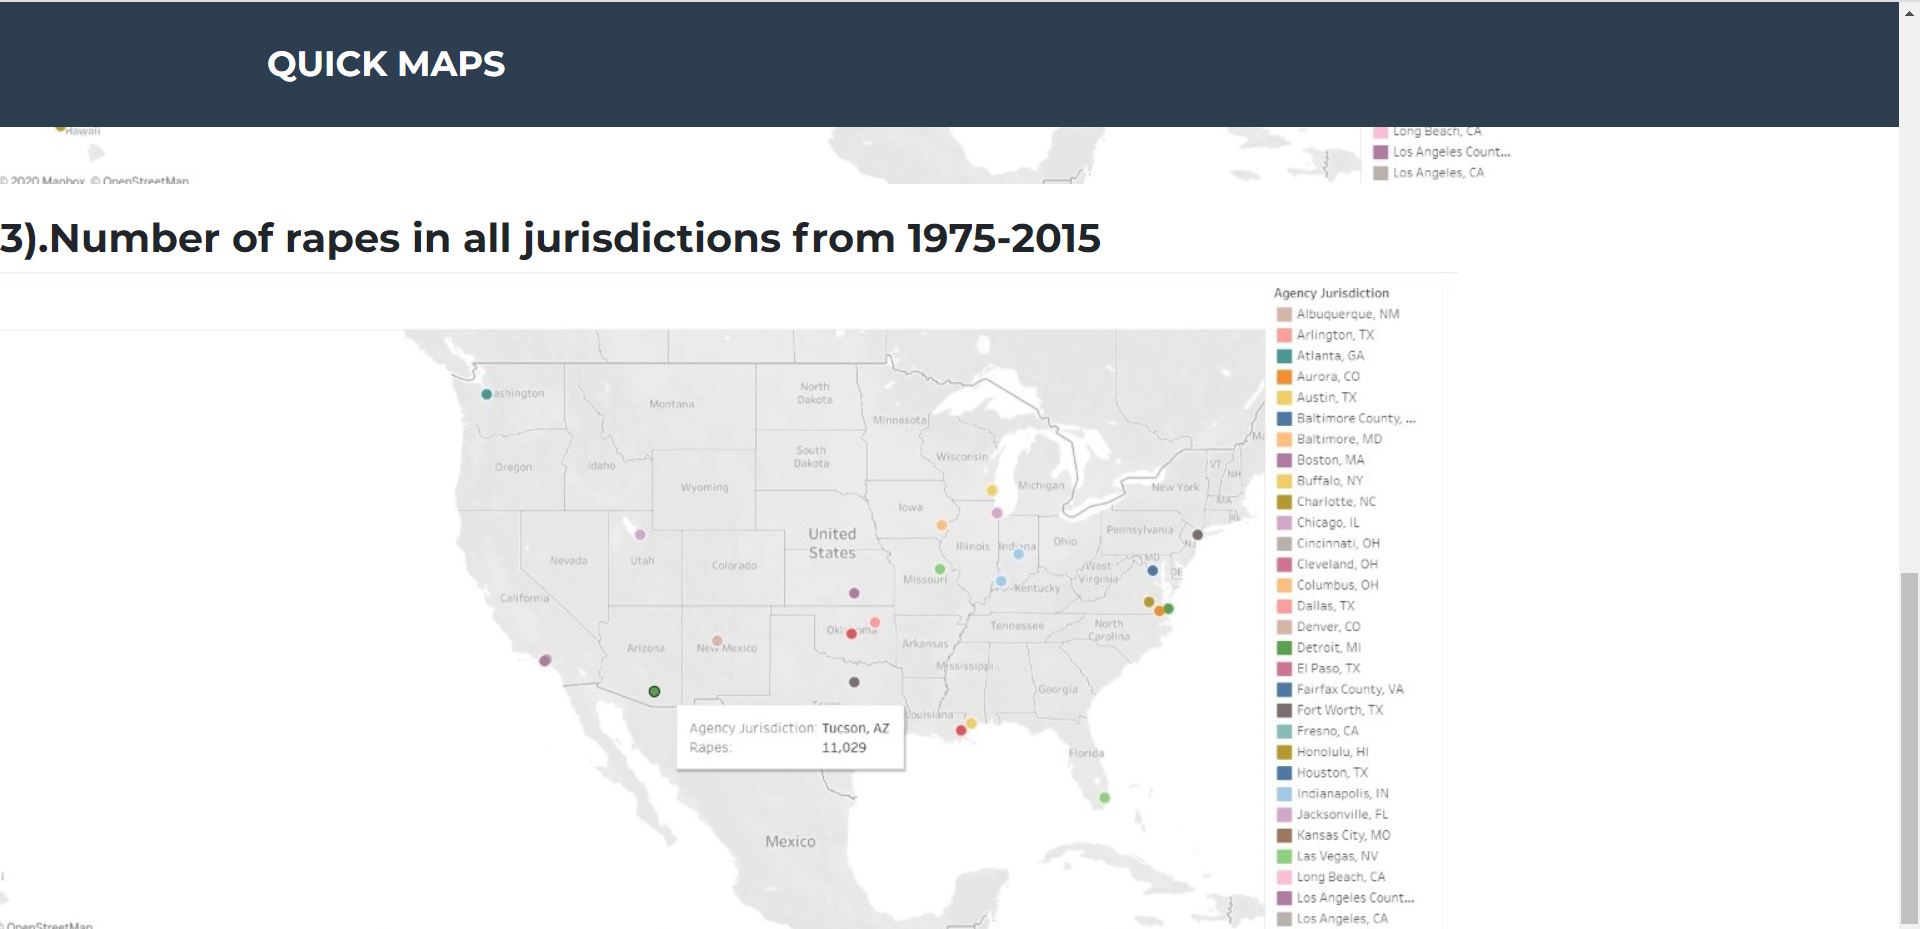 QUICK MAPS
Hawaii
Long Beach, CA
Los Angeles Count...
Los Angeles, CA
© 2020 Mapbox © OpenStreetMap
3).Number of rapes in all jurisdictions from 1975-2015
Agency Jurisdiction
Albuquerque, NM
Arlington, TX
Atlanta, GA
Aurora, CO
Austin, TX
Baltimore County, ...
Baltimore, MD
Boston, MA
Buffalo, NY
Charlotte, NC
Chicago, IL
Cincinnati, OH
Cleveland, OH
Columbus, OH
Dallas, TX
Denver, CO
Detroit, MI
El Paso, TX
Fairfax County, VA
Fort Worth, TX
Fresno, CA
Honolulu, HI
Houston, TX
Indianapolis, IN
Jacksonville, FL
Kansas City, MO
Las Vegas, NV
Long Beach, CA
Los Angeles Count...
Los Angeles, CA
ashington
Montana
North
Dakota
Minnesota
Oregon
Idaho
South
Dakota
Wisconsin
Wyoming
Michigan
New York
VT
NH
MA
RI
Iowa
United
States
Nevada
Utah
Colorado
Illinois
Indiana
Ohio
Pennsylvania
NJ
MD
DE
West
Virginia
Missouri
Kentucky
California
Arizona
New Mexico
Oklahoma
Arkansas
Tennessee
North
Carolina
Mississippi
Georgia
Texas
Louisiana
Florida
Mexico
Agency Jurisdiction: Tucson, AZ
Rapes: 11,029
© OpenStreetMap